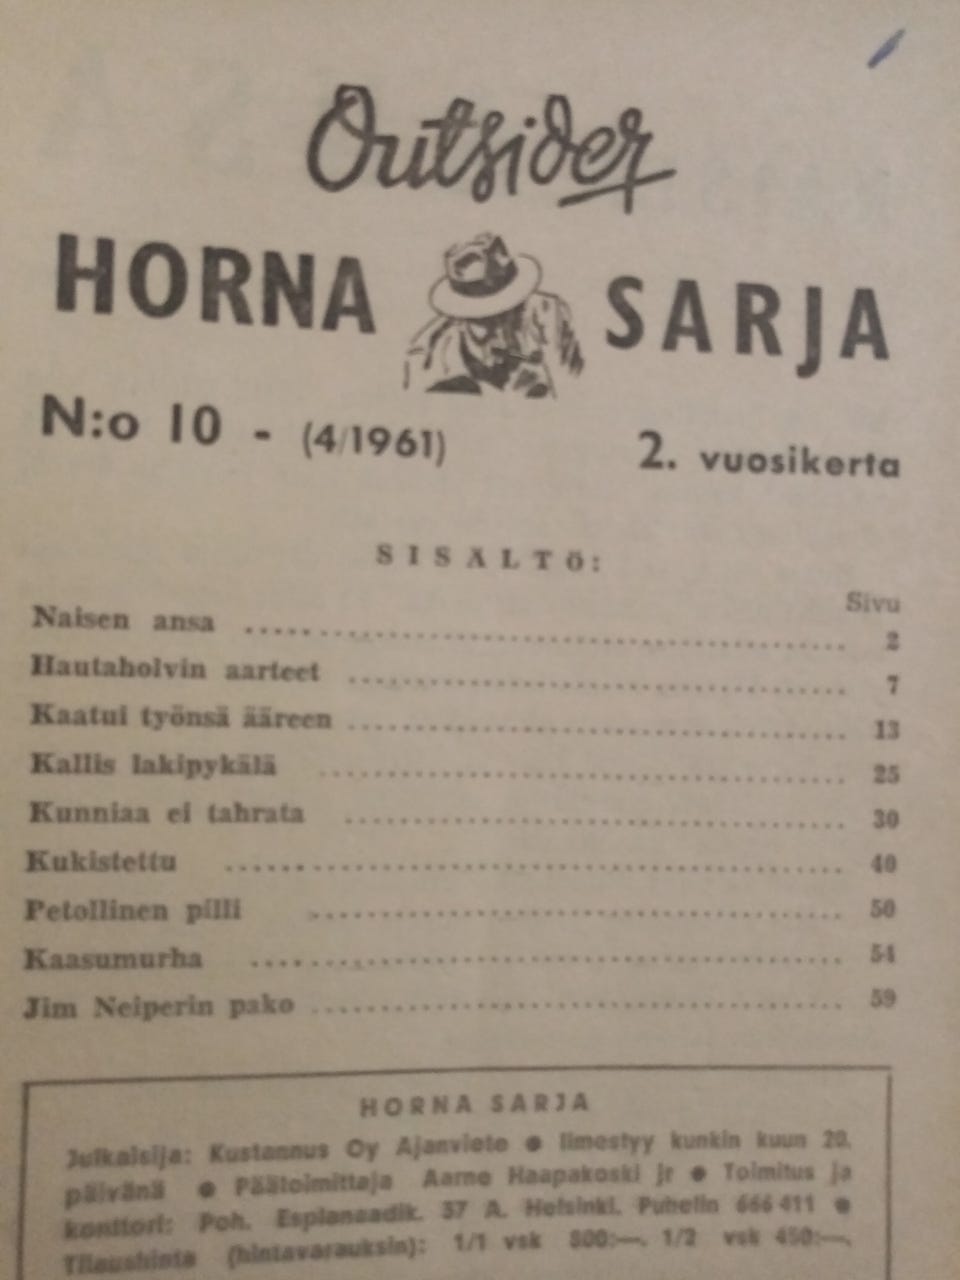 Outsider
HORNA SARJA
N:o 10 - (4/1961) 2. vuosikerta
SISÄLTÖ:
Sivu
Naisen ansa 2
Hautaholvin aarteet 7
Kaatui työnsä ääreen 13
Kallis lakipykälä 25
Kunniaa ei tahrata 30
Kukistettu 40
Petollinen pilli 50
Kaasumurha 54
Jim Neiperin pako 59
HORNA SARJA
Julkaisija: Kustannus Oy Ajanviete ● Ilmestyy kunkin kuun 20.
päivänä ● Päätoimittaja Aarne Haapakoski jr ● Toimitus ja
konttori: Poh. Esplanaadik. 37 A. Helsinki. Puhelin 666 411 ●
Tilaushinta (hintavarauksin): 1/1 vsk 800:—, 1/2 vsk 450:—,